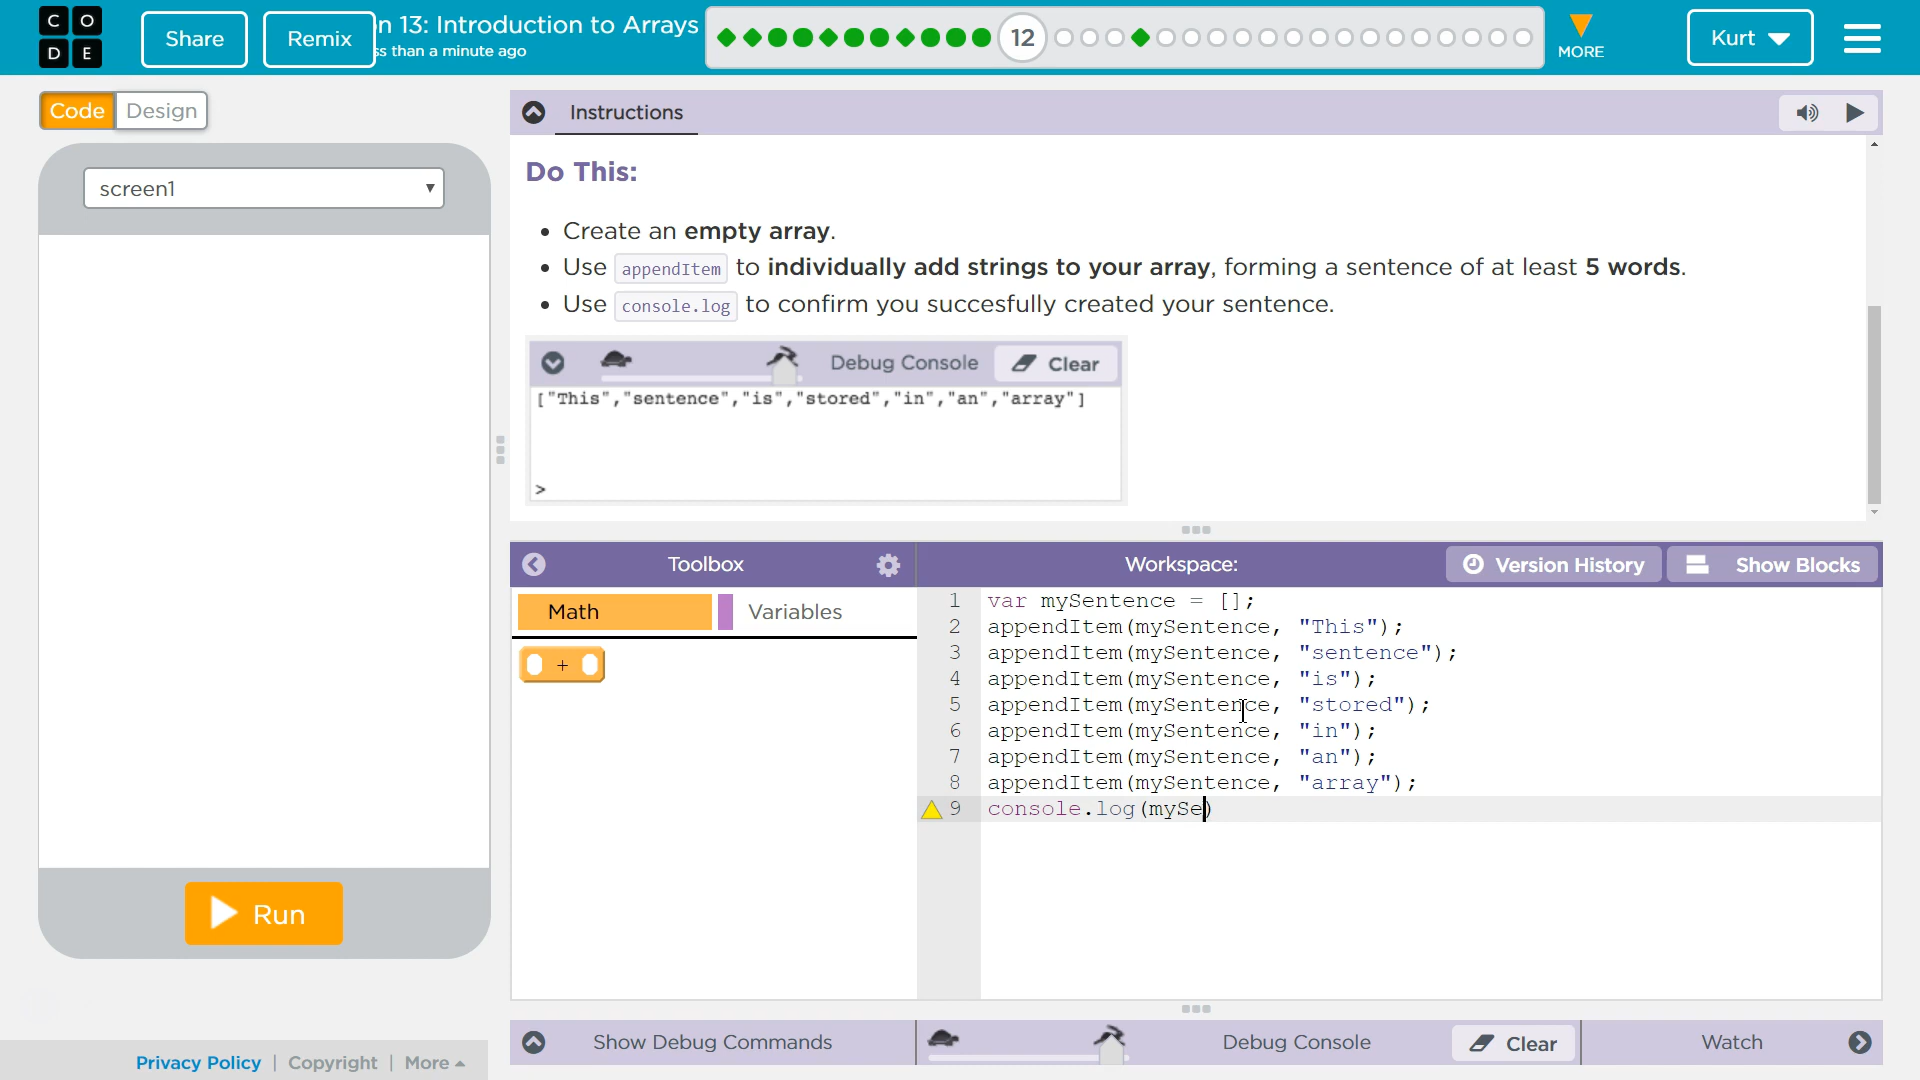 C O
D E
Share
Remix
n 13: Introduction to Arrays
ss than a minute ago
12
MORE
Kurt
Code
Design
Instructions
screen1
Do This:
• Create an empty array.
• Use appendItem to individually add strings to your array, forming a sentence of at least 5 words.
• Use console.log to confirm you succesfully created your sentence.
Debug Console
Clear
["This","sentence","is","stored","in","an","array"]
>
Toolbox
Workspace:
Version History
Show Blocks
Math
Variables
+
1 var mySentence = [];
2 appendItem(mySentence, "This");
3 appendItem(mySentence, "sentence");
4 appendItem(mySentence, "is");
5 appendItem(mySentence, "stored");
6 appendItem(mySentence, "in");
7 appendItem(mySentence, "an");
8 appendItem(mySentence, "array");
9 console.log(mySe)
Run
Show Debug Commands
Debug Console
Clear
Watch
Privacy Policy | Copyright | More